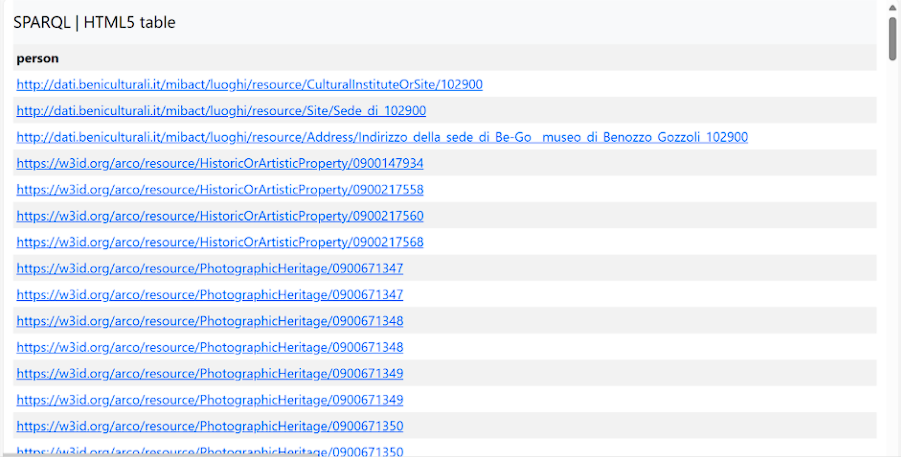 SPARQL | HTML5 table
person
http://dati.beniculturali.it/mibact/luoghi/resource/CulturalInstituteOrSite/102900
http://dati.beniculturali.it/mibact/luoghi/resource/Site/Sede_di_102900
http://dati.beniculturali.it/mibact/luoghi/resource/Address/Indirizzo_della_sede_di_Be-Go__museo_di_Benozzo_Gozzoli_102900
https://w3id.org/arco/resource/HistoricOrArtisticProperty/0900147934
https://w3id.org/arco/resource/HistoricOrArtisticProperty/0900217558
https://w3id.org/arco/resource/HistoricOrArtisticProperty/0900217560
https://w3id.org/arco/resource/HistoricOrArtisticProperty/0900217568
https://w3id.org/arco/resource/PhotographicHeritage/0900671347
https://w3id.org/arco/resource/PhotographicHeritage/0900671347
https://w3id.org/arco/resource/PhotographicHeritage/0900671348
https://w3id.org/arco/resource/PhotographicHeritage/0900671348
https://w3id.org/arco/resource/PhotographicHeritage/0900671349
https://w3id.org/arco/resource/PhotographicHeritage/0900671349
https://w3id.org/arco/resource/PhotographicHeritage/0900671350
https://w3id.org/arco/resource/PhotographicHeritage/0900671350